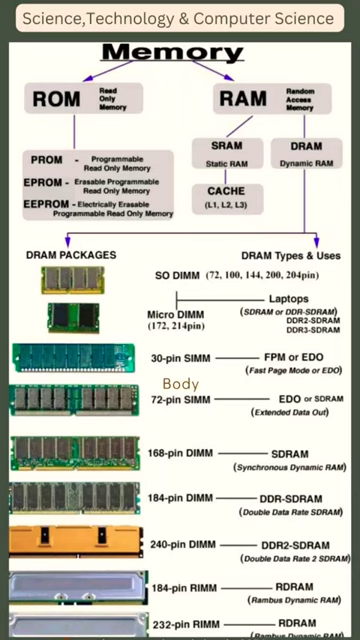 Science,Technology & Computer Science
Memory
ROM Read Only Memory
RAM Random Access Memory
PROM - Programmable
Read Only Memory
EPROM - Erasable Programmable
Read Only Memory
EEPROM - Electrically Erasable
Programmable Read Only Memory
SRAM
Static RAM
DRAM
Dynamic RAM
CACHE
(L1, L2, L3)
DRAM PACKAGES
DRAM Types & Uses
SO DIMM (72, 100, 144, 200, 204pin)
Micro DIMM
(172, 214pin)
Laptops
(SDRAM or DDR-SDRAM)
DDR2-SDRAM
DDR3-SDRAM
30-pin SIMM FPM or EDO
(Fast Page Mode or EDO)
Body
72-pin SIMM EDO or SDRAM
(Extended Data Out)
168-pin DIMM SDRAM
(Synchronous Dynamic RAM)
184-pin DIMM DDR-SDRAM
(Double Data Rate SDRAM)
240-pin DIMM DDR2-SDRAM
(Double Data Rate 2 SDRAM)
184-pin RIMM RDRAM
(Rambus Dynamic RAM)
232-pin RIMM RDRAM
(Rambus Dynamic RAM)